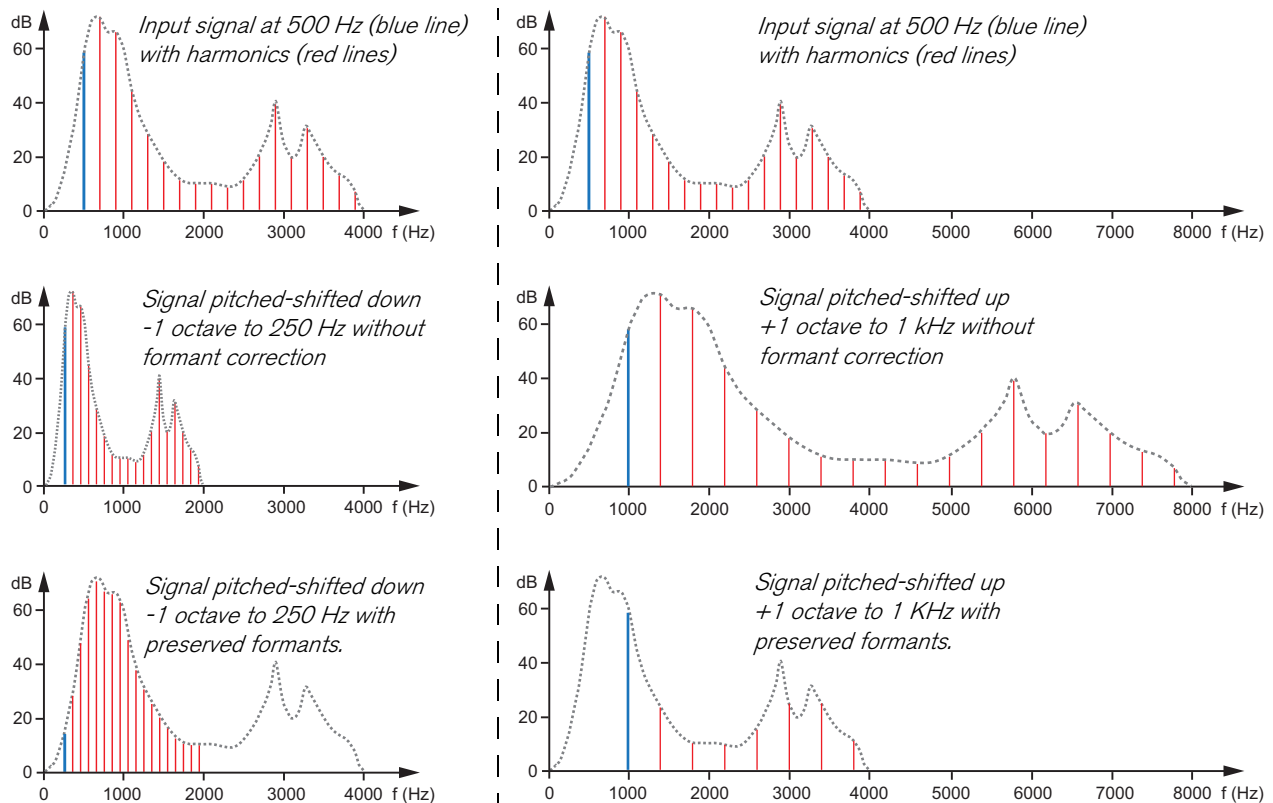 dB
Input signal at 500 Hz (blue line)
with harmonics (red lines)
60
40
20
0
0 1000 2000 3000 4000 f (Hz)
dB
Input signal at 500 Hz (blue line)
with harmonics (red lines)
60
40
20
0
0 1000 2000 3000 4000 5000 6000 7000 8000 f (Hz)
dB
Signal pitched-shifted down
-1 octave to 250 Hz without
formant correction
60
40
20
0
0 1000 2000 3000 4000 f (Hz)
dB
Signal pitched-shifted up
+1 octave to 1 kHz without
formant correction
60
40
20
0
0 1000 2000 3000 4000 5000 6000 7000 8000 f (Hz)
dB
Signal pitched-shifted down
-1 octave to 250 Hz with
preserved formants.
60
40
20
0
0 1000 2000 3000 4000 f (Hz)
dB
Signal pitched-shifted up
+1 octave to 1 KHz with
preserved formants.
60
40
20
0
0 1000 2000 3000 4000 5000 6000 7000 8000 f (Hz)